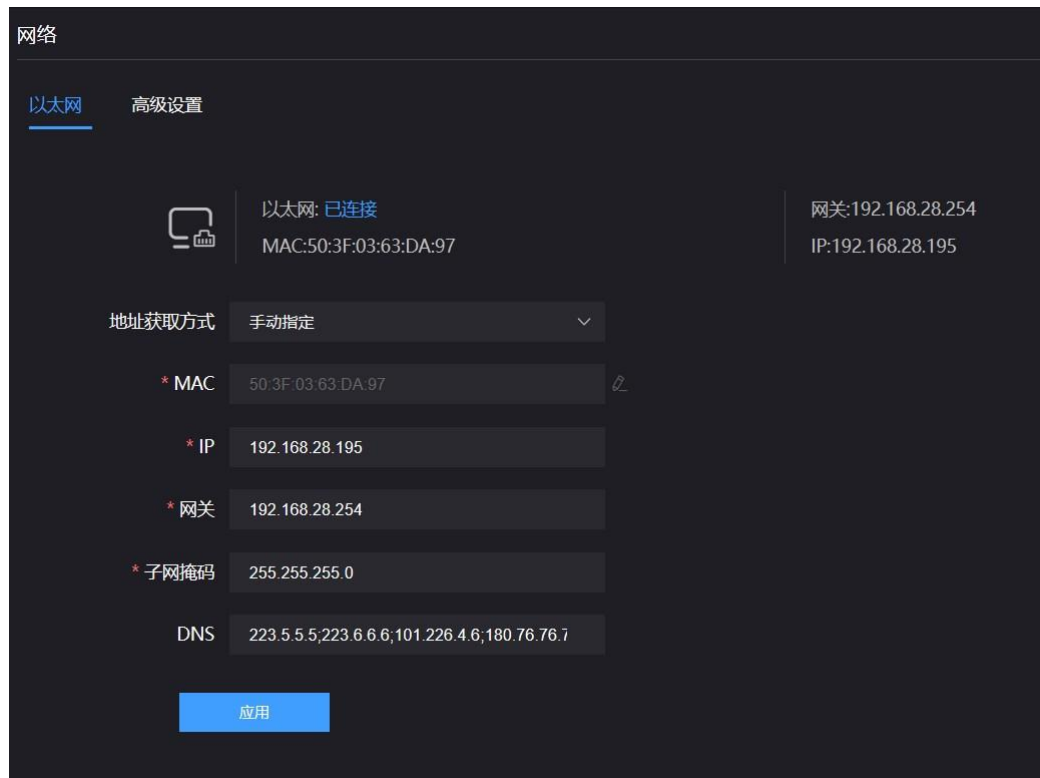 网络
以太网 高级设置
以太网: 已连接
MAC:50:3F:03:63:DA:97
网关:192.168.28.254
IP:192.168.28.195
地址获取方式 手动指定
* MAC 50:3F:03:63:DA:97
* IP 192.168.28.195
* 网关 192.168.28.254
* 子网掩码 255.255.255.0
DNS 223.5.5.5;223.6.6.6;101.226.4.6;180.76.76.7
应用